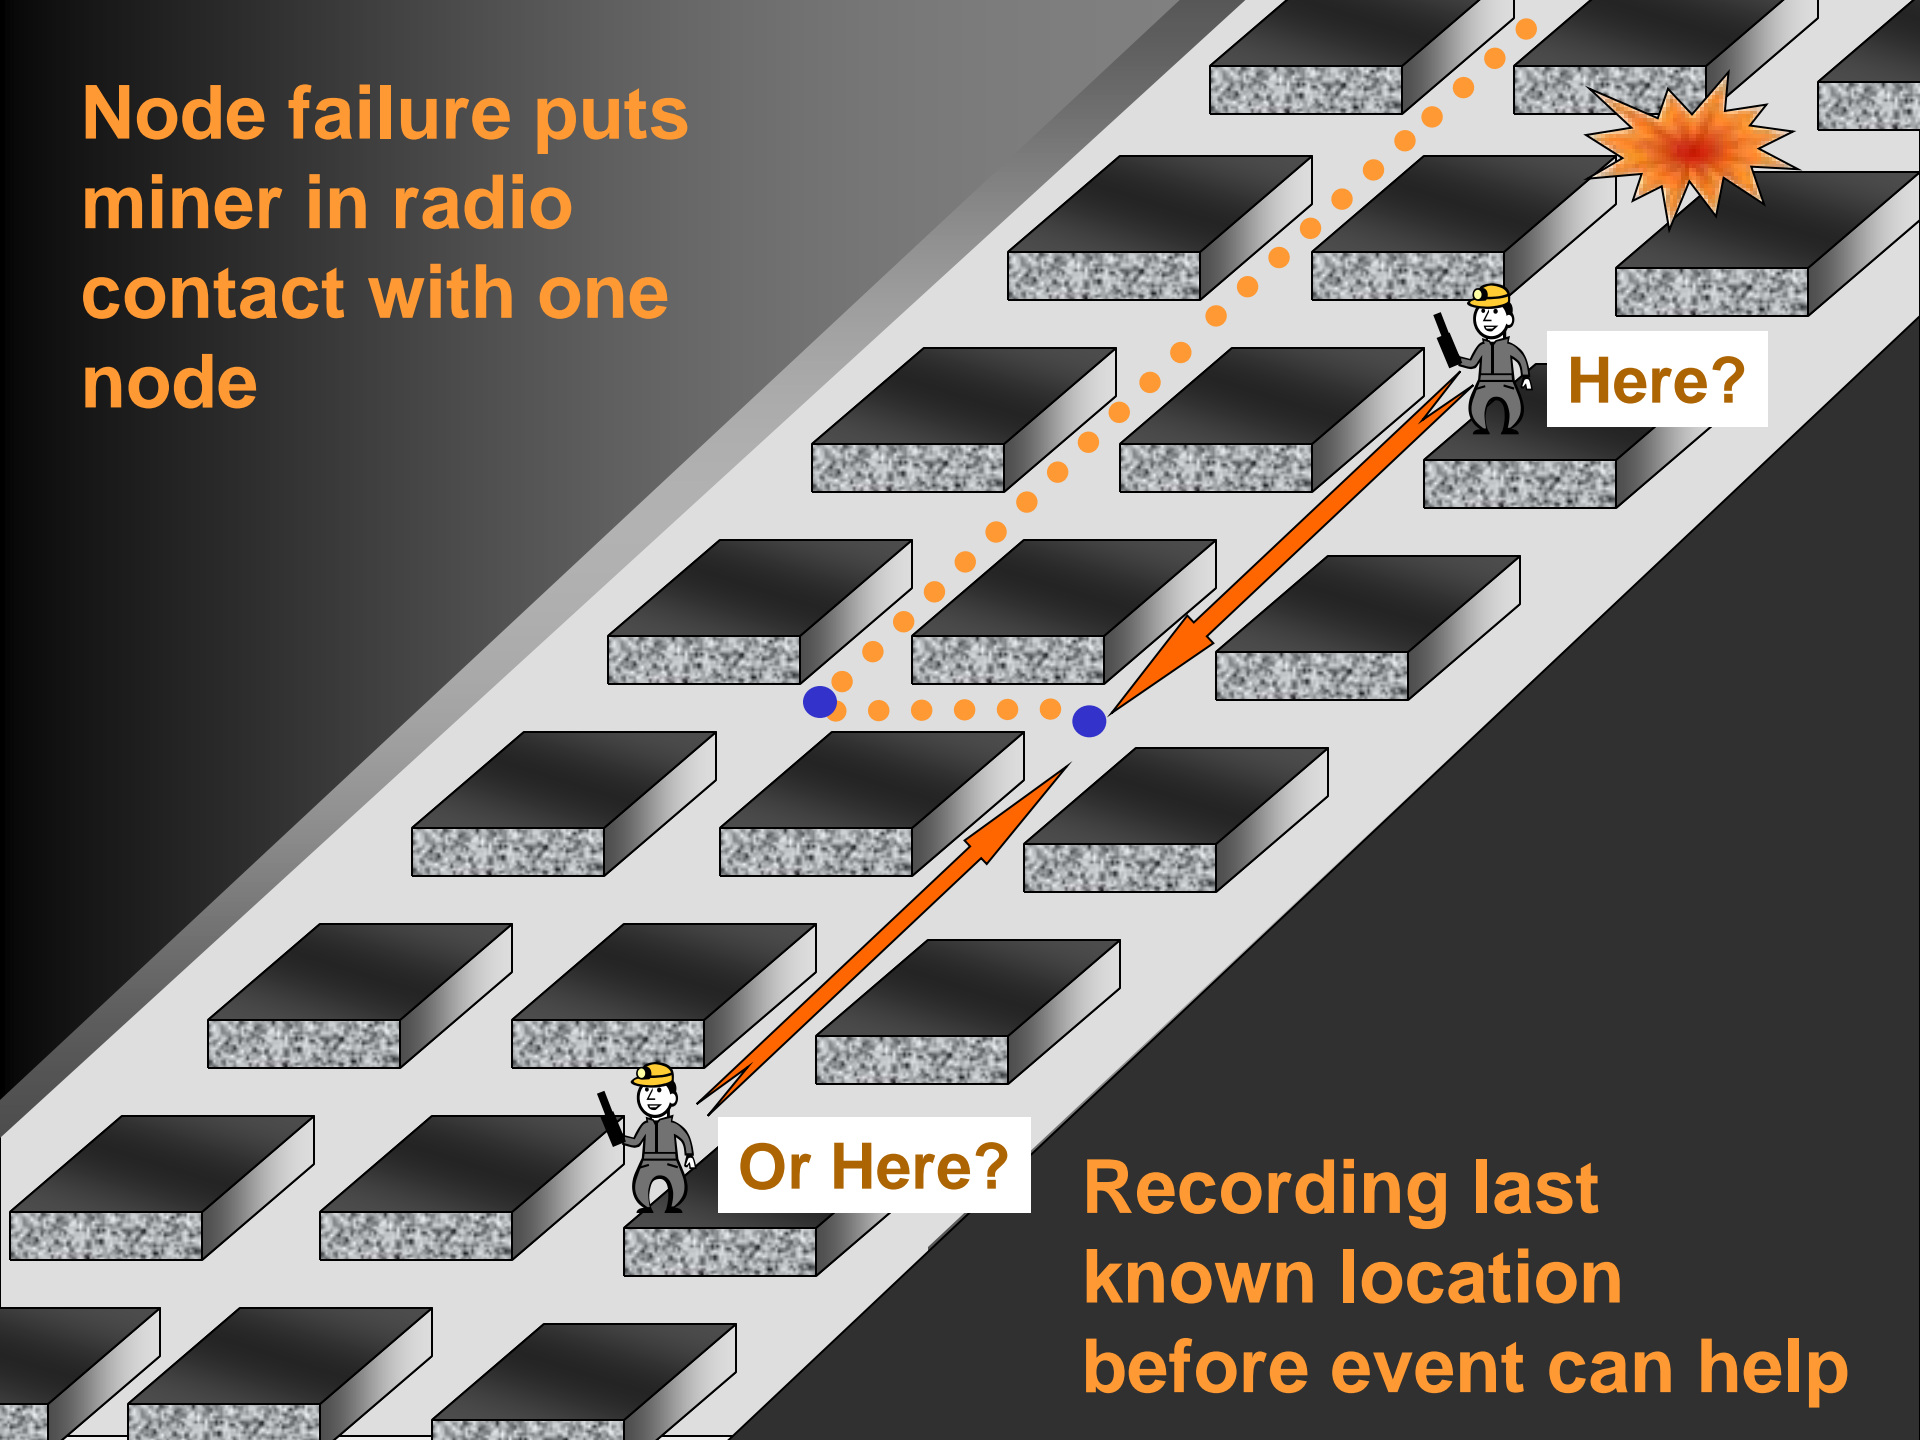 Node failure puts
miner in radio
contact with one
node
Here?
Or Here?
Recording last
known location
before event can help